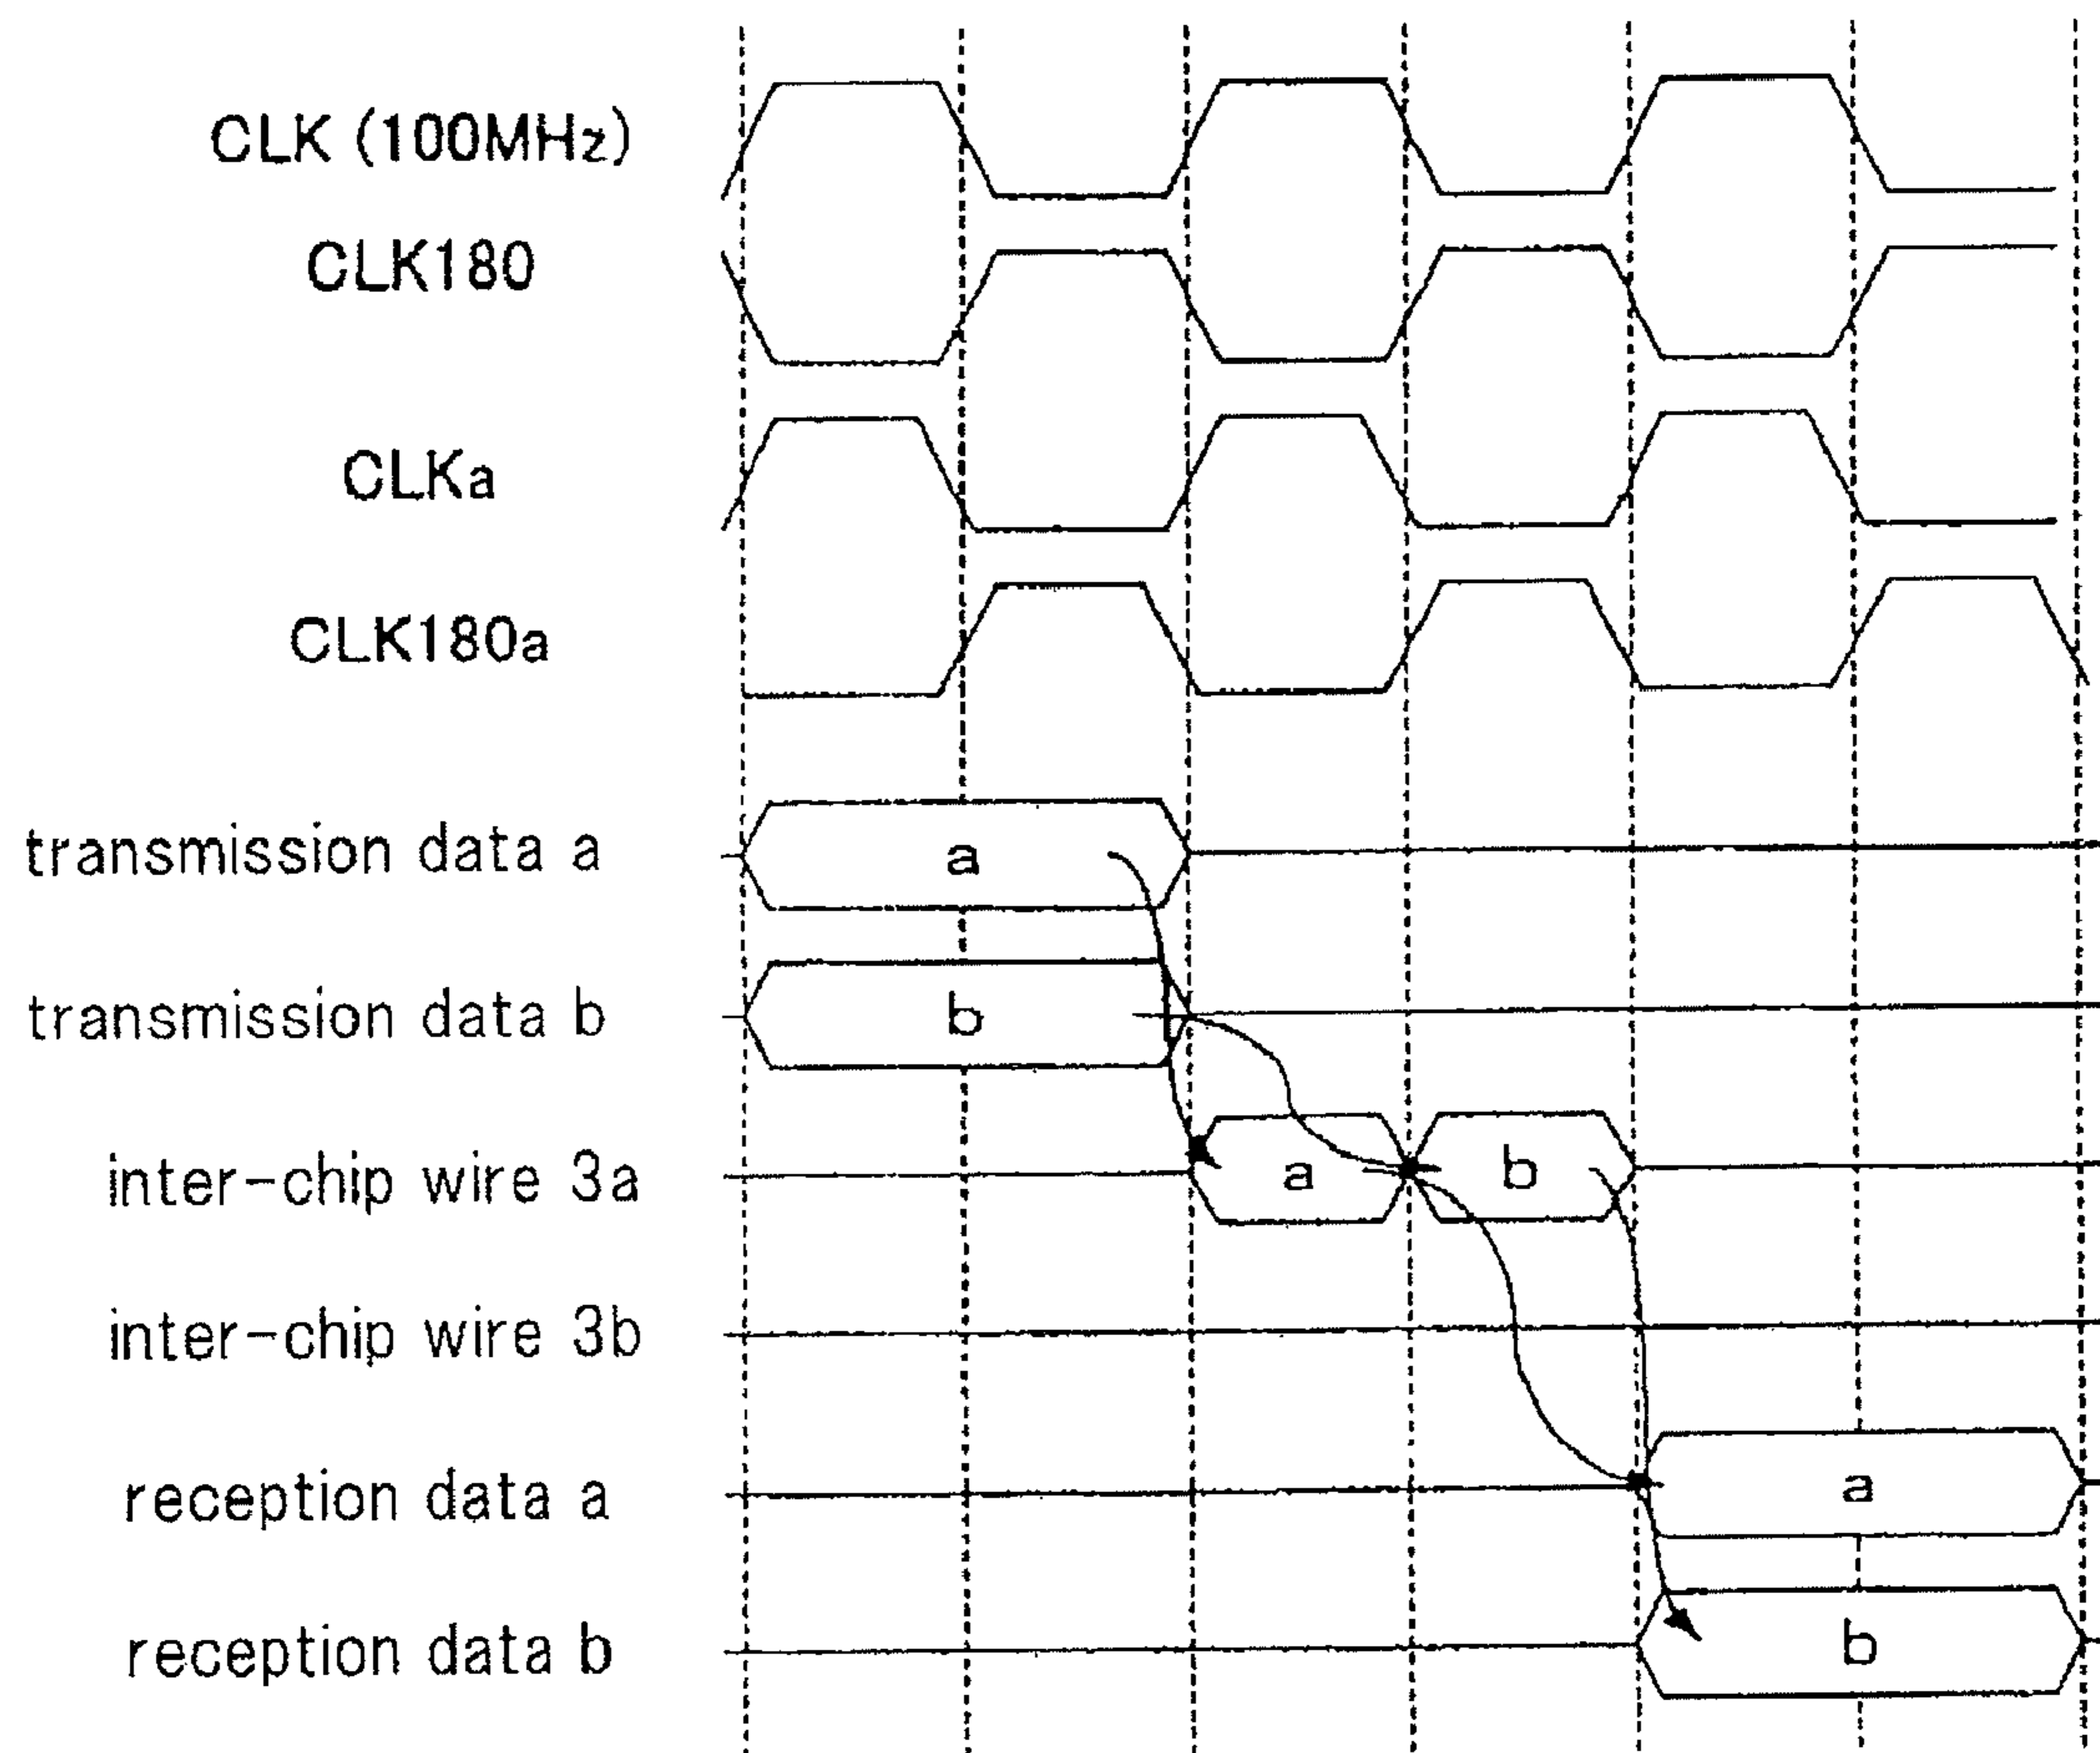 CLK (100MHz)
CLK180
CLKa
CLK180a
transmission data a
a
transmission data b
b
inter-chip wire 3a
a
b
inter-chip wire 3b
reception data a
a
reception data b
b